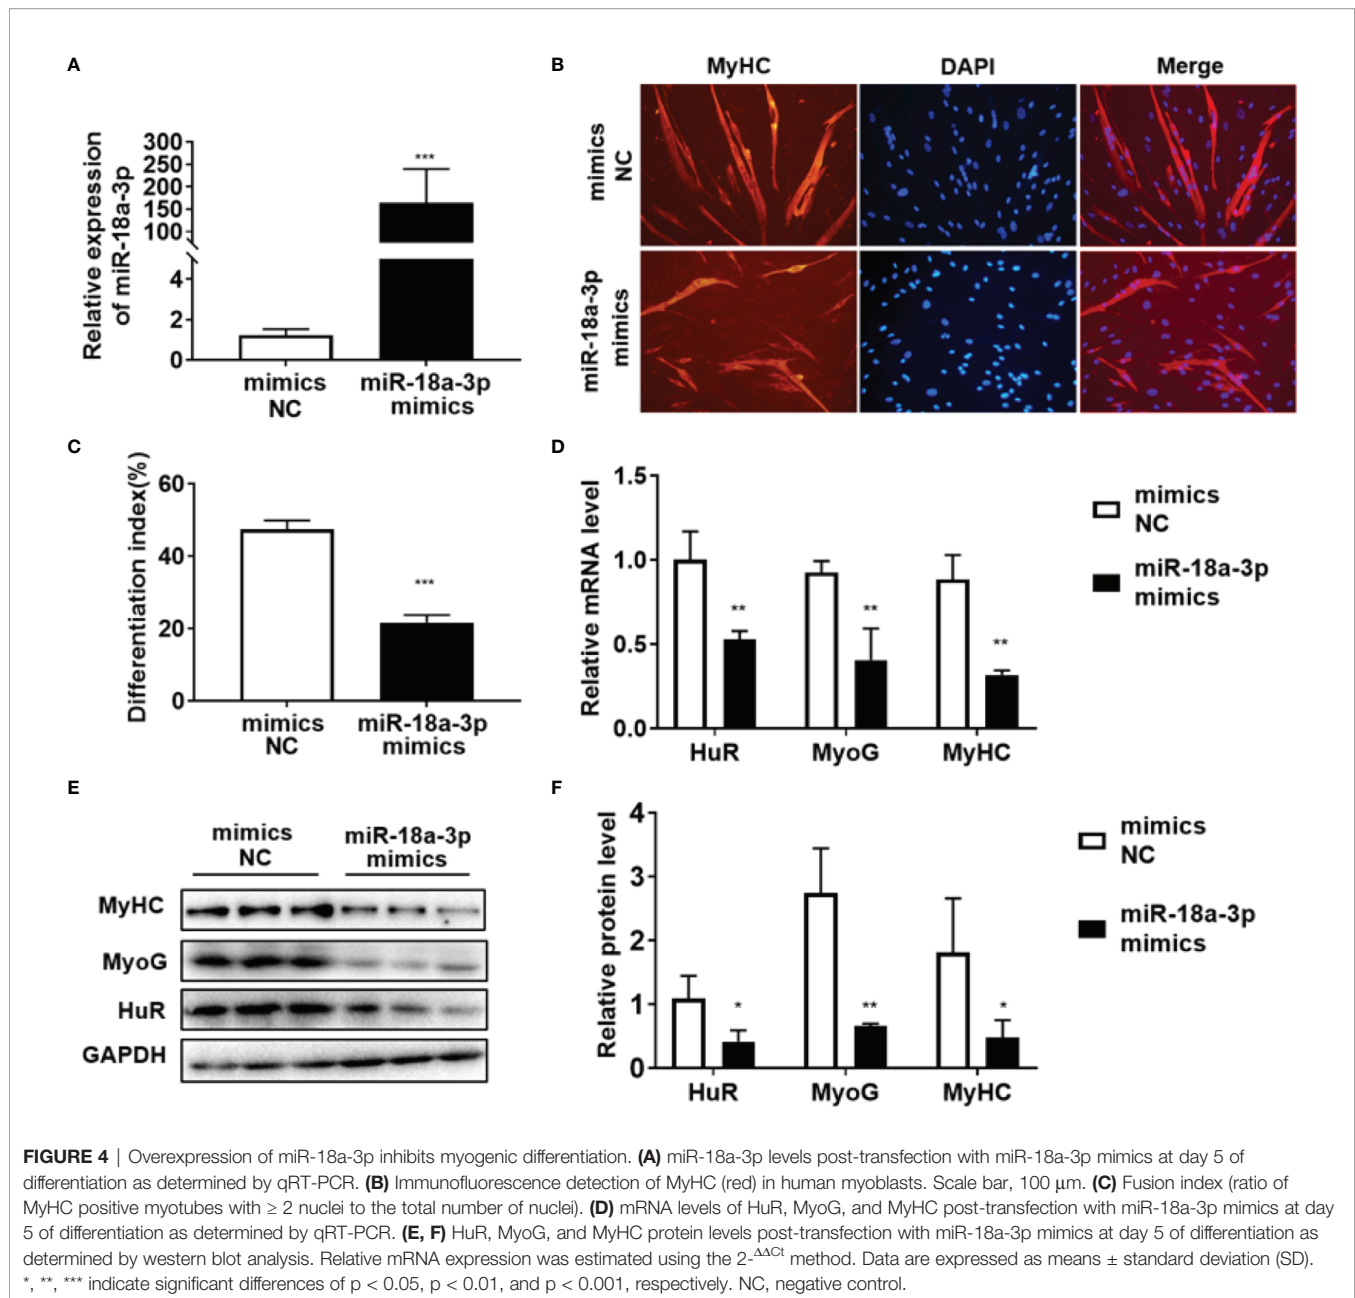 A
Relative expression
of miR-18a-3p
300
250
200
150
100
4
2
0
***
mimics
NC
miR-18a-3p
mimics
B
MyHC
DAPI
Merge
mimics
NC
miR-18a-3p
mimics
C
Differentiation index(%)
60
40
20
0
***
mimics
NC
miR-18a-3p
mimics
D
Relative mRNA level
1.5
1.0
0.5
0.0
**
**
**
HuR
MyoG
MyHC
mimics
NC
miR-18a-3p
mimics
E
mimics
NC
miR-18a-3p
mimics
MyHC
MyoG
HuR
GAPDH
F
Relative protein level
4
3
2
1
0
*
**
*
HuR
MyoG
MyHC
mimics
NC
miR-18a-3p
mimics
FIGURE 4 | Overexpression of miR-18a-3p inhibits myogenic differentiation. (A) miR-18a-3p levels post-transfection with miR-18a-3p mimics at day 5 of
differentiation as determined by qRT-PCR. (B) Immunofluorescence detection of MyHC (red) in human myoblasts. Scale bar, 100 μm. (C) Fusion index (ratio of
MyHC positive myotubes with ≥ 2 nuclei to the total number of nuclei). (D) mRNA levels of HuR, MyoG, and MyHC post-transfection with miR-18a-3p mimics at day
5 of differentiation as determined by qRT-PCR. (E, F) HuR, MyoG, and MyHC protein levels post-transfection with miR-18a-3p mimics at day 5 of differentiation as
determined by western blot analysis. Relative mRNA expression was estimated using the 2-ΔΔCt method. Data are expressed as means ± standard deviation (SD).
*, **, *** indicate significant differences of p < 0.05, p < 0.01, and p < 0.001, respectively. NC, negative control.